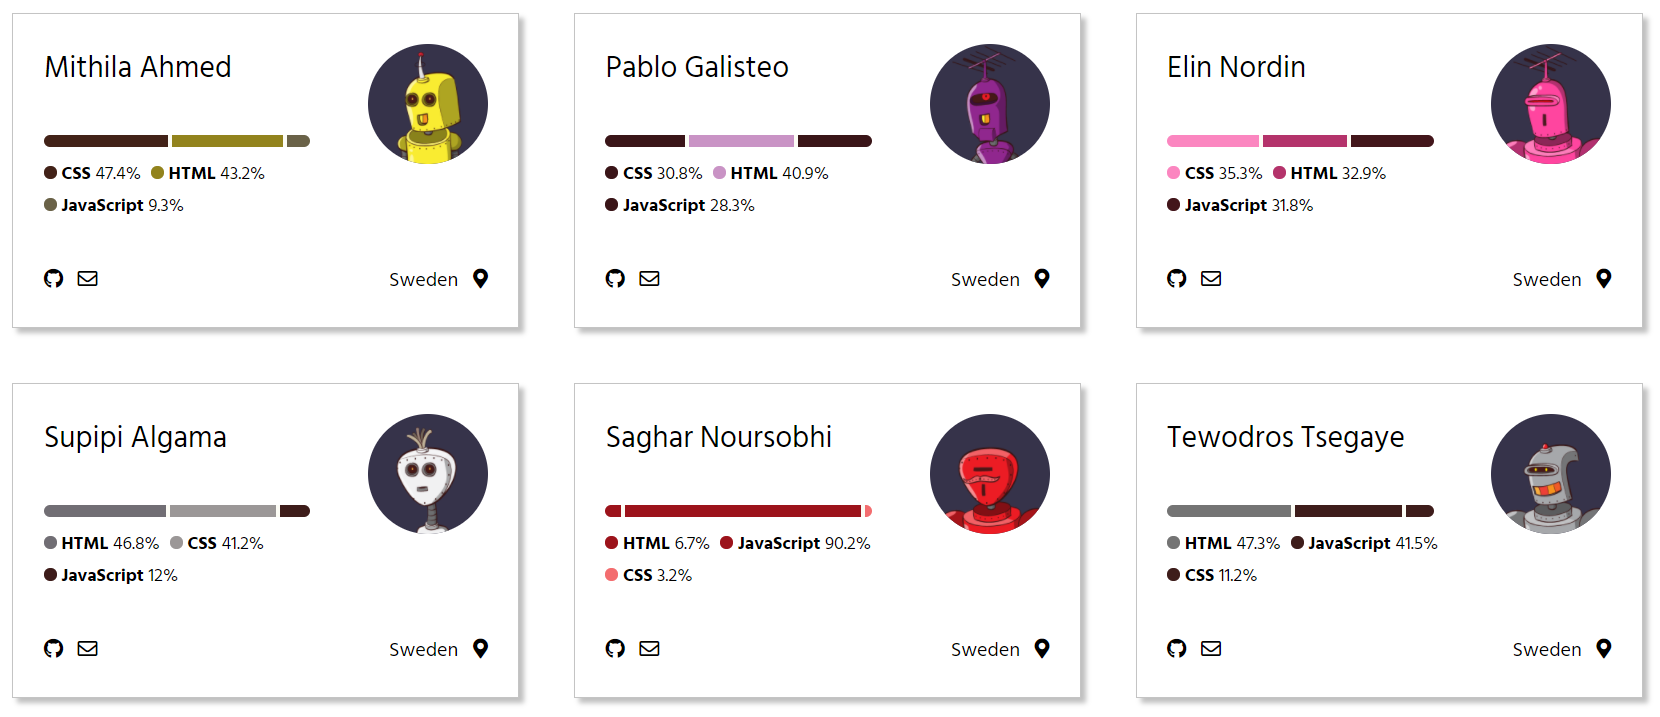 Mithila Ahmed
CSS 47.4% HTML 43.2%
JavaScript 9.3%
Sweden
Pablo Galisteo
CSS 30.8% HTML 40.9%
JavaScript 28.3%
Sweden
Elin Nordin
CSS 35.3% HTML 32.9%
JavaScript 31.8%
Sweden
Supipi Algama
HTML 46.8% CSS 41.2%
JavaScript 12%
Sweden
Saghar Noursobhi
HTML 6.7% JavaScript 90.2%
CSS 3.2%
Sweden
Tewodros Tsegaye
HTML 47.3% JavaScript 41.5%
CSS 11.2%
Sweden